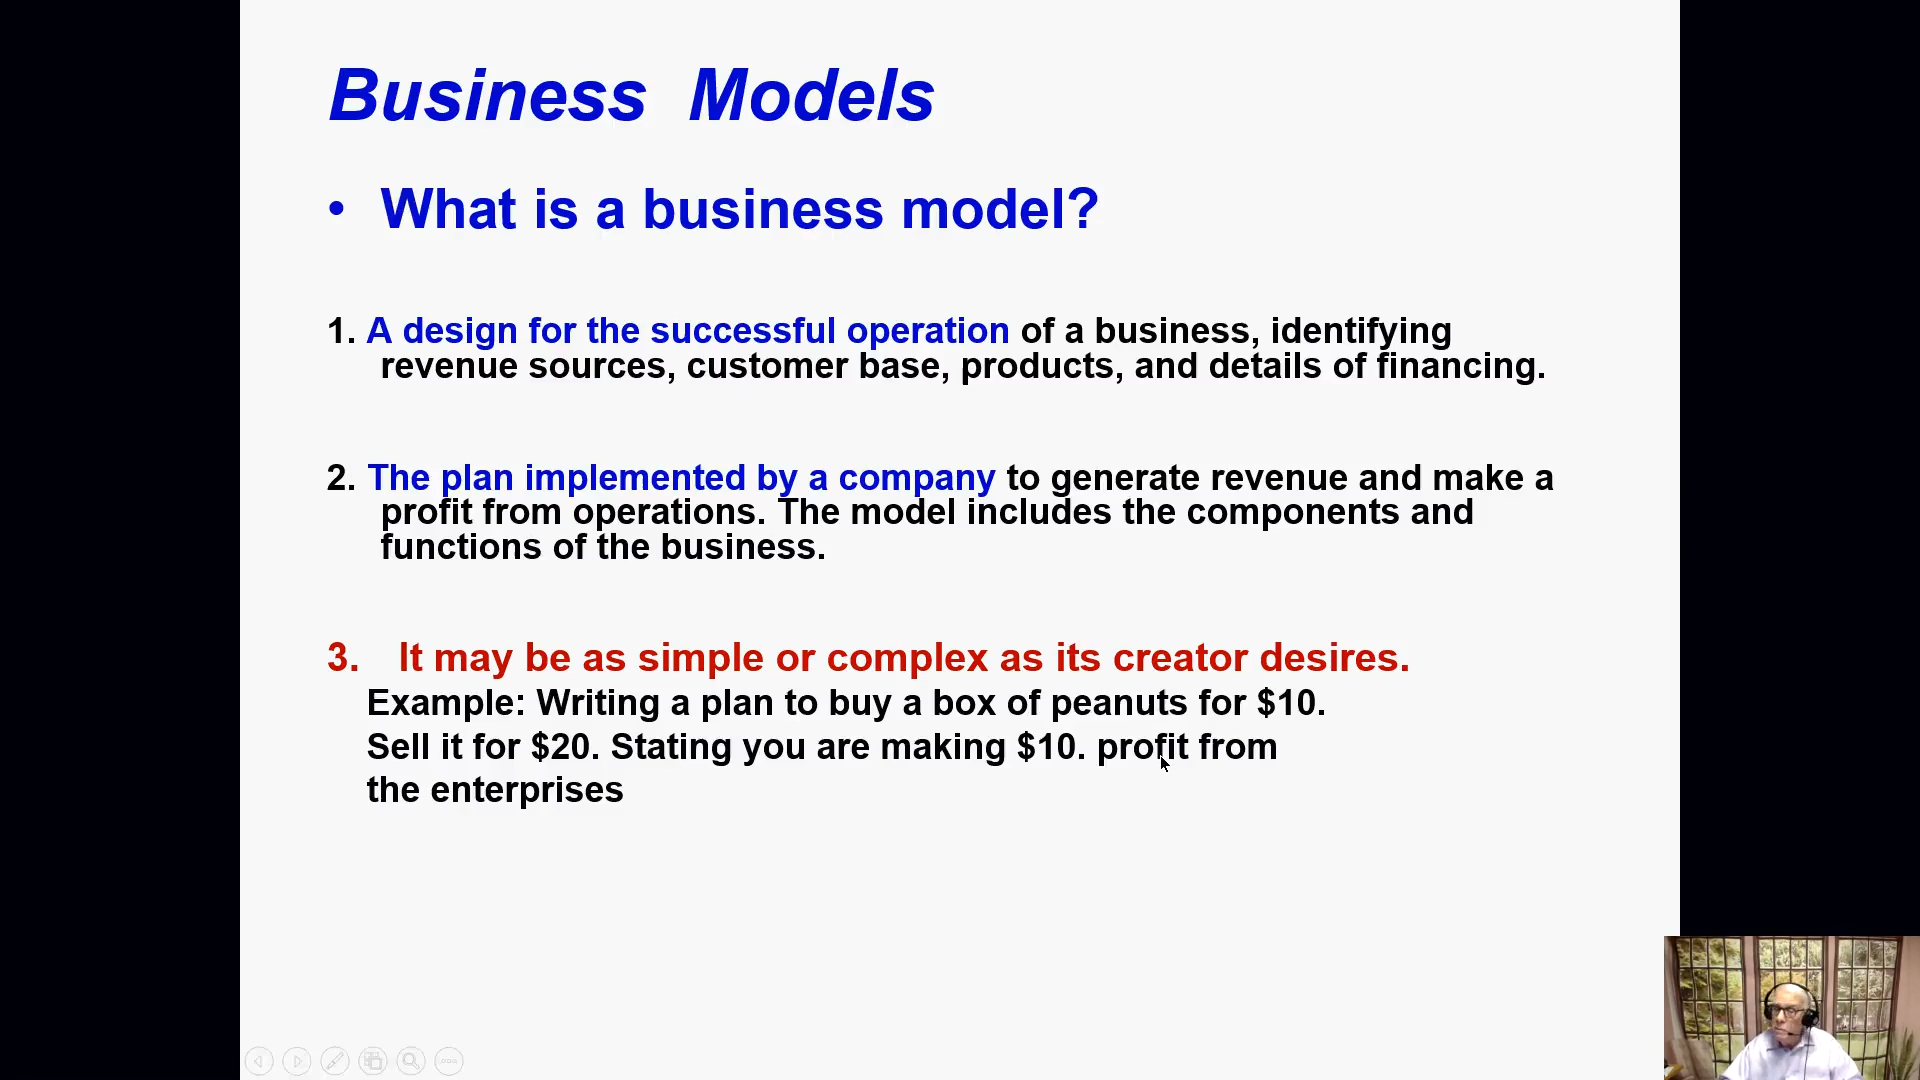 Business Models
• What is a business model?
1. A design for the successful operation of a business, identifying
revenue sources, customer base, products, and details of financing.
2. The plan implemented by a company to generate revenue and make a
profit from operations. The model includes the components and
functions of the business.
3. It may be as simple or complex as its creator desires.
Example: Writing a plan to buy a box of peanuts for $10.
Sell it for $20. Stating you are making $10. profit from
the enterprises